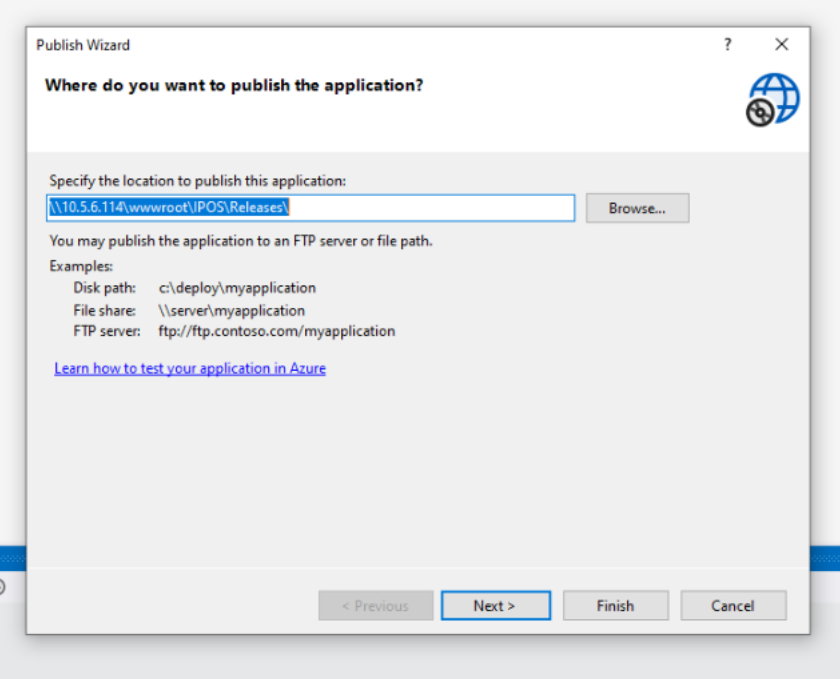 Publish Wizard
?
Where do you want to publish the application?
Specify the location to publish this application:
\\10.5.6.114\wwwroot\IPOS\Releases\
Browse...
You may publish the application to an FTP server or file path.
Examples:
Disk path: c:\deploy\myapplication
File share: \\server\myapplication
FTP server: ftp://ftp.contoso.com/myapplication
Learn how to test your application in Azure
< Previous
Next >
Finish
Cancel